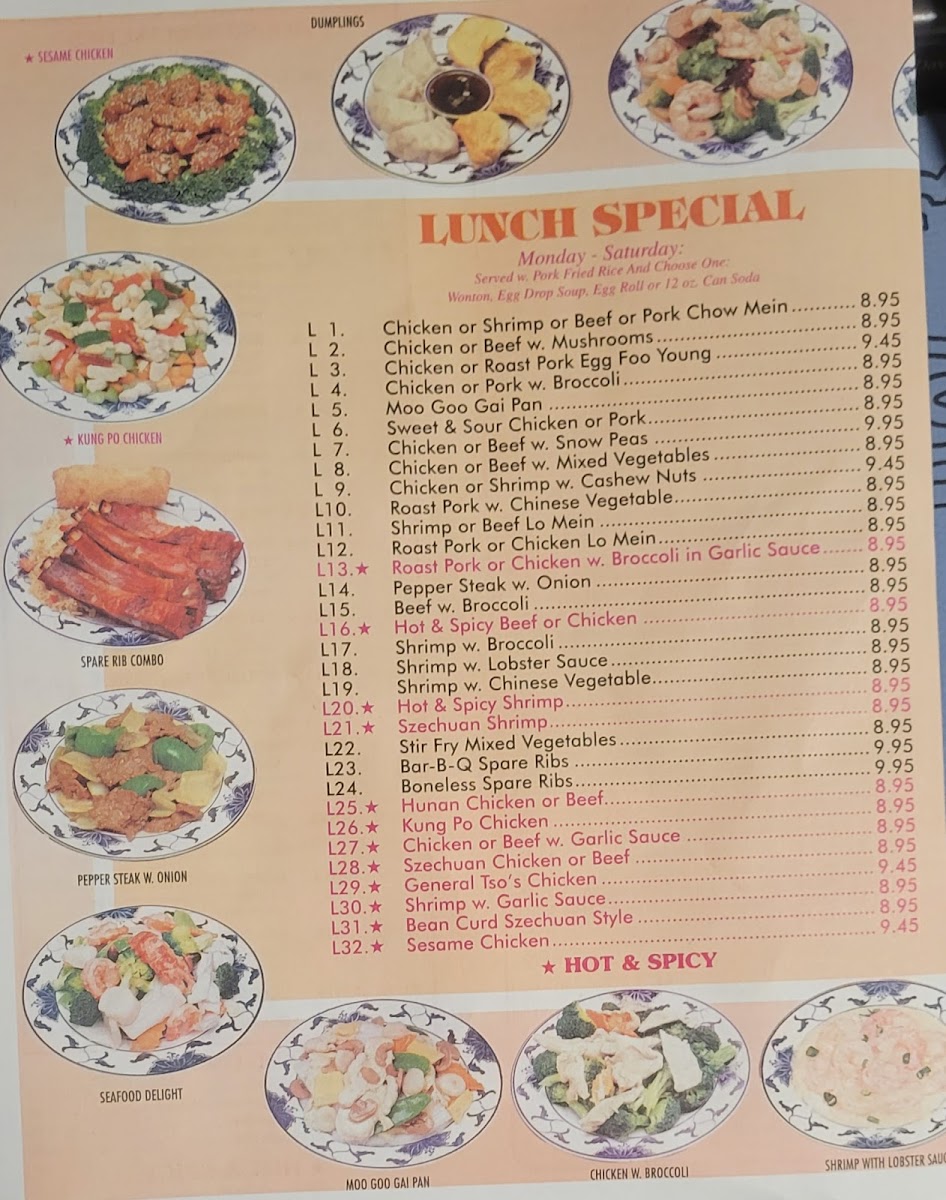 ★ SESAME CHICKEN
DUMPLINGS
LUNCH SPECIAL
Monday - Saturday:
Served w. Pork Fried Rice And Choose One:
Wonton, Egg Drop Soup, Egg Roll or 12 oz. Can Soda
L 1. Chicken or Shrimp or Beef or Pork Chow Mein 8.95
L 2. Chicken or Beef w. Mushrooms 8.95
L 3. Chicken or Roast Pork Egg Foo Young 9.45
L 4. Chicken or Pork w. Broccoli 8.95
L 5. Moo Goo Gai Pan 8.95
L 6. Sweet & Sour Chicken or Pork 8.95
L 7. Chicken or Beef w. Snow Peas 9.95
L 8. Chicken or Beef w. Mixed Vegetables 8.95
L 9. Chicken or Shrimp w. Cashew Nuts 9.45
L10. Roast Pork w. Chinese Vegetable 8.95
L11. Shrimp or Beef Lo Mein 8.95
L12. Roast Pork or Chicken Lo Mein 8.95
L13.★ Roast Pork or Chicken w. Broccoli in Garlic Sauce 8.95
L14. Pepper Steak w. Onion 8.95
L15. Beef w. Broccoli 8.95
L16.★ Hot & Spicy Beef or Chicken 8.95
L17. Shrimp w. Broccoli 8.95
L18. Shrimp w. Lobster Sauce 8.95
L19. Shrimp w. Chinese Vegetable 8.95
L20.★ Hot & Spicy Shrimp 8.95
L21.★ Szechuan Shrimp 8.95
L22. Stir Fry Mixed Vegetables 8.95
L23. Bar-B-Q Spare Ribs 9.95
L24. Boneless Spare Ribs 9.95
L25.★ Hunan Chicken or Beef 8.95
L26.★ Kung Po Chicken 8.95
L27.★ Chicken or Beef w. Garlic Sauce 8.95
L28.★ Szechuan Chicken or Beef 8.95
L29.★ General Tso's Chicken 9.45
L30.★ Shrimp w. Garlic Sauce 8.95
L31.★ Bean Curd Szechuan Style 8.95
L32.★ Sesame Chicken 9.45
★ HOT & SPICY
★ KUNG PO CHICKEN
SPARE RIB COMBO
PEPPER STEAK W. ONION
SEAFOOD DELIGHT
MOO GOO GAI PAN
CHICKEN W. BROCCOLI
SHRIMP WITH LOBSTER SAUC